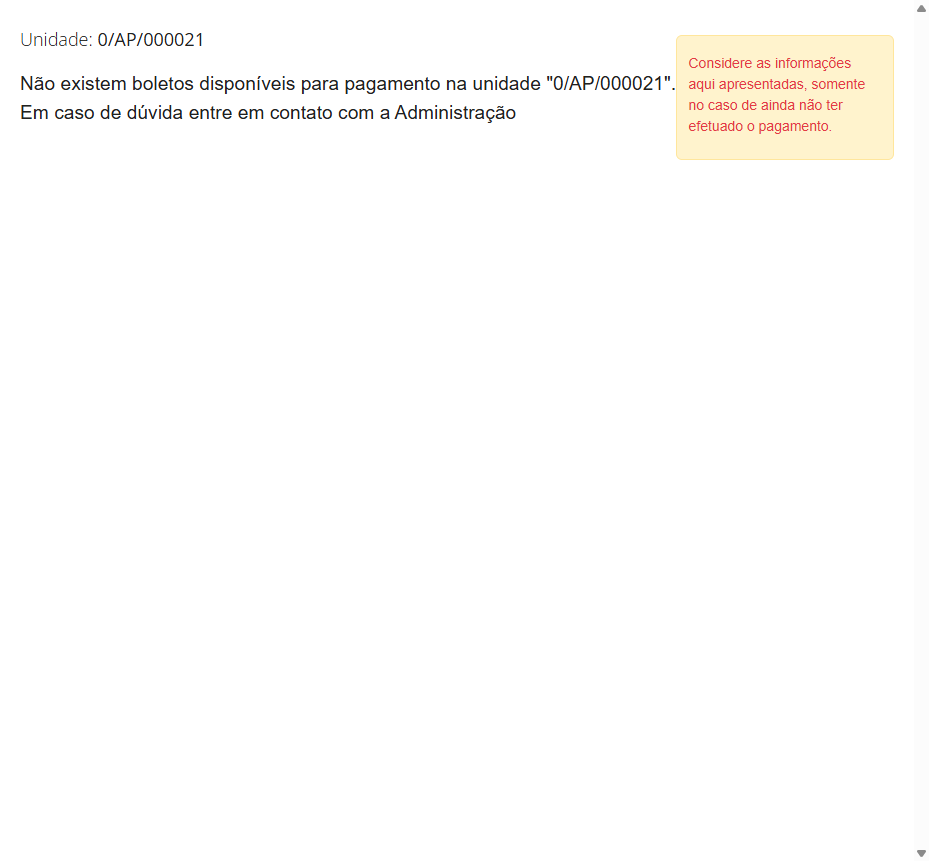 Unidade: 0/AP/000021
Não existem boletos disponíveis para pagamento na unidade "0/AP/000021".
Em caso de dúvida entre em contato com a Administração
Considere as informações
aqui apresentadas, somente
no caso de ainda não ter
efetuado o pagamento.